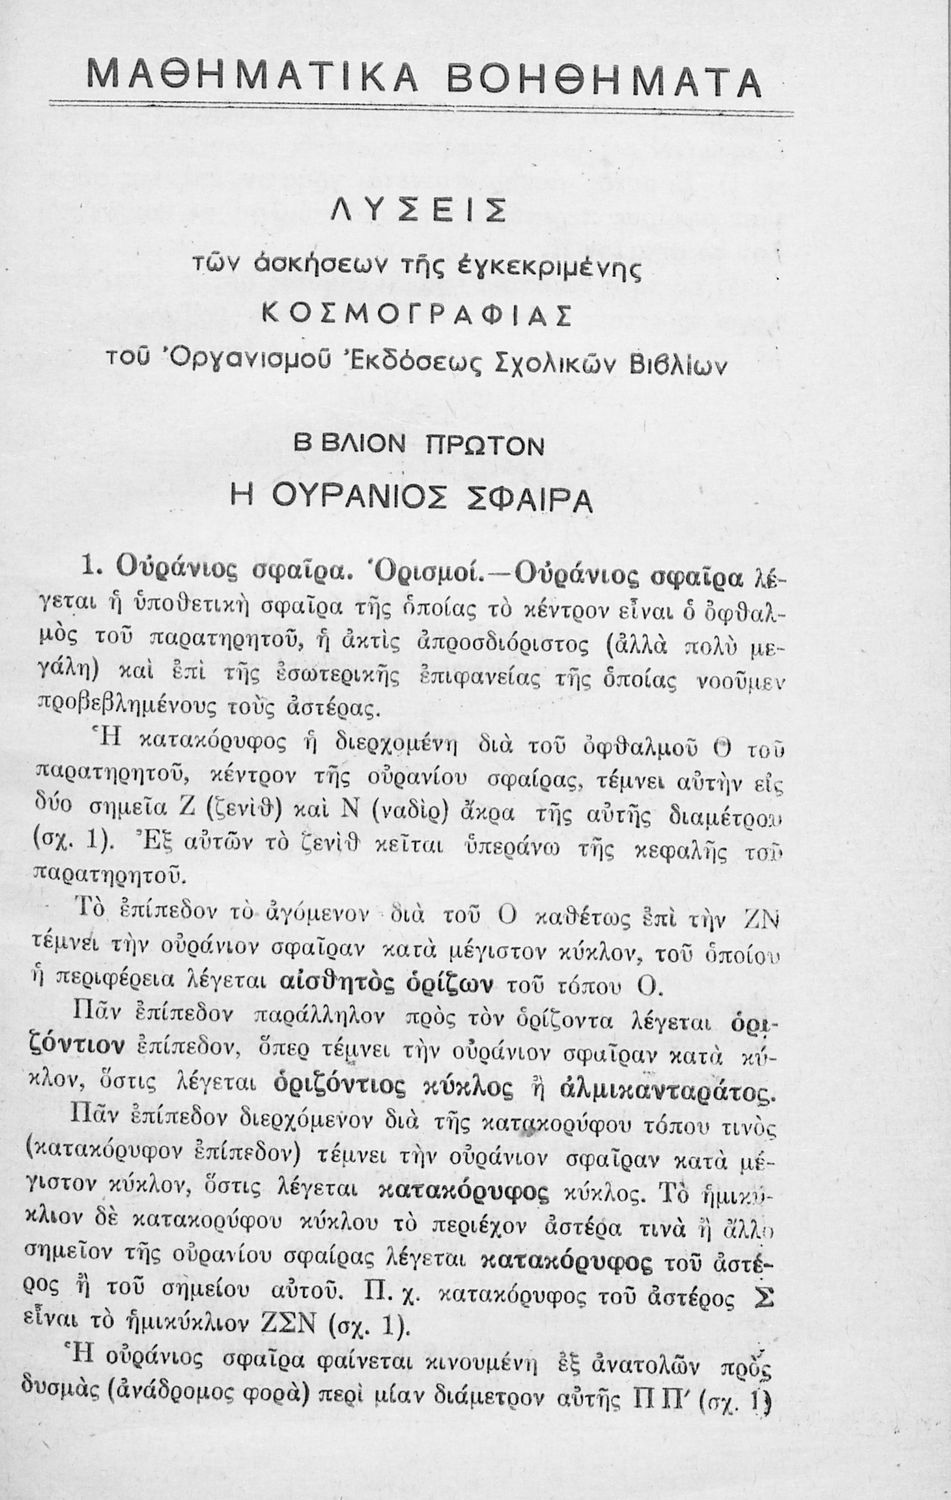 ΜΑΘΗΜΑΤΙΚΑ ΒΟΗΘΗΜΑΤΑ
ΛΥΣΕΙΣ
τῶν ἀσκήσεων τῆς ἐγκεκριμένης
ΚΟΣΜΟΓΡΑΦΙΑΣ
τοῦ Ὀργανισμοῦ Ἐκδόσεως Σχολικῶν Βιβλίων
Β ΒΛΙΟΝ ΠΡΩΤΟΝ
Η ΟΥΡΑΝΙΟΣ ΣΦΑΙΡΑ
1. Οὐράνιος σφαῖρα. Ὁρισμοί.—Οὐράνιος σφαῖρα λέ-
γεται ἡ ὑποθετικὴ σφαῖρα τῆς ὁποίας τὸ κέντρον εἶναι ὁ ὀφθαλ-
μὸς τοῦ παρατηρητοῦ, ἡ ἀκτὶς ἀπροσδιόριστος (ἀλλὰ πολὺ με-
γάλη) καὶ ἐπὶ τῆς ἐσωτερικῆς ἐπιφανείας τῆς ὁποίας νοοῦμεν
προβεβλημένους τοὺς ἀστέρας.
Ἡ κατακόρυφος ἡ διερχομένη διὰ τοῦ ὀφθαλμοῦ Ο τοῦ
παρατηρητοῦ, κέντρον τῆς οὐρανίου σφαίρας, τέμνει αὐτὴν εἰς
δύο σημεῖα Ζ (ζενὶθ) καὶ Ν (ναδὶρ) ἄκρα τῆς αὐτῆς διαμέτρου
(σχ. 1). Ἐξ αὐτῶν τὸ ζενὶθ κεῖται ὑπεράνω τῆς κεφαλῆς τοῦ
παρατηρητοῦ.
Τὸ ἐπίπεδον τὸ ἀγόμενον διὰ τοῦ Ο καθέτως ἐπὶ τὴν ΖΝ
τέμνει τὴν οὐράνιον σφαῖραν κατὰ μέγιστον κύκλον, τοῦ ὁποίου
ἡ περιφέρεια λέγεται αἰσθητὸς ὁρίζων τοῦ τόπου Ο.
Πᾶν ἐπίπεδον παράλληλον πρὸς τὸν ὁρίζοντα λέγεται ὁρι-
ζόντιον ἐπίπεδον, ὅπερ τέμνει τὴν οὐράνιον σφαῖραν κατὰ κύ-
κλον, ὅστις λέγεται ὁριζόντιος κύκλος ἢ ἀλμικανταράτος.
Πᾶν ἐπίπεδον διερχόμενον διὰ τῆς κατακορύφου τόπου τινὸς
(κατακόρυφον ἐπίπεδον) τέμνει τὴν οὐράνιον σφαῖραν κατὰ μέ-
γιστον κύκλον, ὅστις λέγεται κατακόρυφος κύκλος. Τὸ ἡμικύ-
κλιον δὲ κατακορύφου κύκλου τὸ περιέχον ἀστέρα τινὰ ἢ ἄλλο
σημεῖον τῆς οὐρανίου σφαίρας λέγεται κατακόρυφος τοῦ ἀστέ-
ρος ἢ τοῦ σημείου αὐτοῦ. Π. χ. κατακόρυφος τοῦ ἀστέρος Σ
εἶναι τὸ ἡμικύκλιον ΖΣΝ (σχ. 1).
Ἡ οὐράνιος σφαῖρα φαίνεται κινουμένη ἐξ ἀνατολῶν πρὸς
δυσμὰς (ἀνάδρομος φορὰ) περὶ μίαν διάμετρον αὐτῆς Π Π′ (σχ. 1)